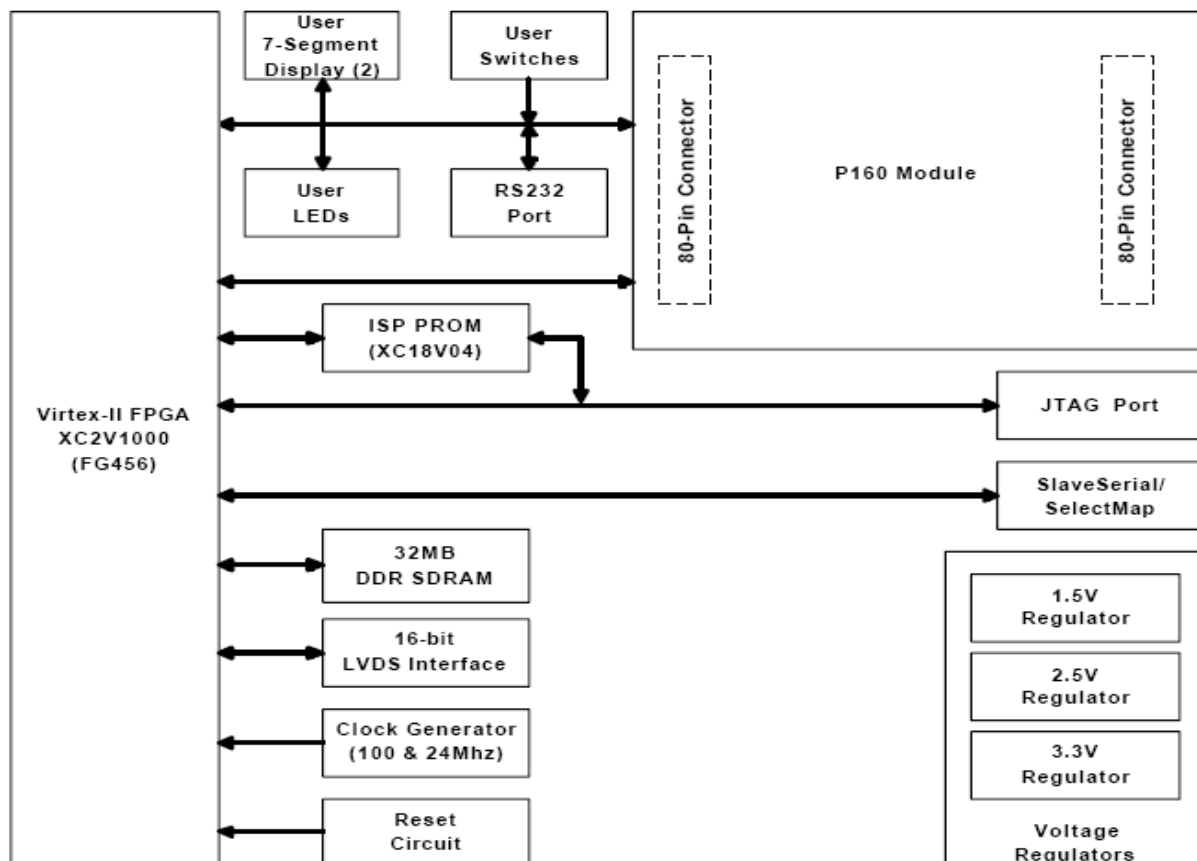 User
7-Segment
Display (2)
User
Switches
80-Pin Connector
P160 Module
80-Pin Connector
User
LEDs
RS232
Port
ISP PROM
(XC18V04)
Virtex-II FPGA
XC2V1000
(FG456)
JTAG Port
SlaveSerial/
SelectMap
32MB
DDR SDRAM
16-bit
LVDS Interface
Clock Generator
(100 & 24Mhz)
Reset
Circuit
1.5V
Regulator
2.5V
Regulator
3.3V
Regulator
Voltage
Regulators